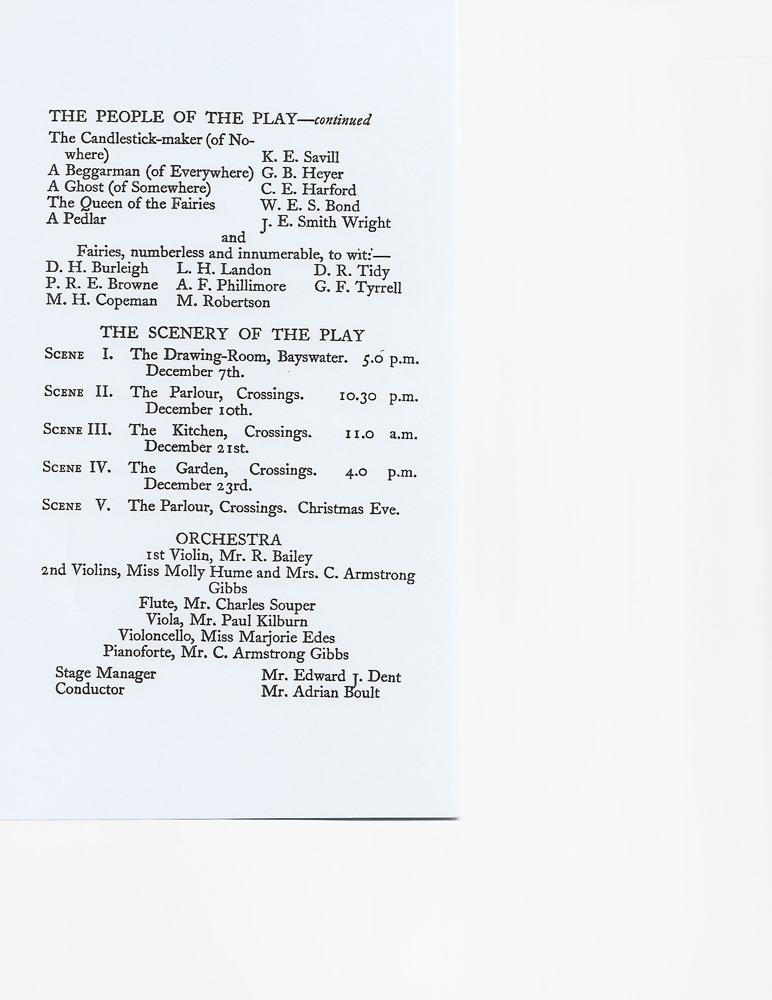 THE PEOPLE OF THE PLAY—continued
The Candlestick-maker (of No-
where) K. E. Savill
A Beggarman (of Everywhere) G. B. Heyer
A Ghost (of Somewhere) C. E. Harford
The Queen of the Fairies W. E. S. Bond
A Pedlar J. E. Smith Wright
and
Fairies, numberless and innumerable, to wit:—
D. H. Burleigh L. H. Landon D. R. Tidy
P. R. E. Browne A. F. Phillimore G. F. Tyrrell
M. H. Copeman M. Robertson
THE SCENERY OF THE PLAY
SCENE I. The Drawing-Room, Bayswater. 5.0 p.m.
December 7th.
SCENE II. The Parlour, Crossings. 10.30 p.m.
December 10th.
SCENE III. The Kitchen, Crossings. 11.0 a.m.
December 21st.
SCENE IV. The Garden, Crossings. 4.0 p.m.
December 23rd.
SCENE V. The Parlour, Crossings. Christmas Eve.
ORCHESTRA
1st Violin, Mr. R. Bailey
2nd Violins, Miss Molly Hume and Mrs. C. Armstrong
Gibbs
Flute, Mr. Charles Souper
Viola, Mr. Paul Kilburn
Violoncello, Miss Marjorie Edes
Pianoforte, Mr. C. Armstrong Gibbs
Stage Manager Mr. Edward J. Dent
Conductor Mr. Adrian Boult